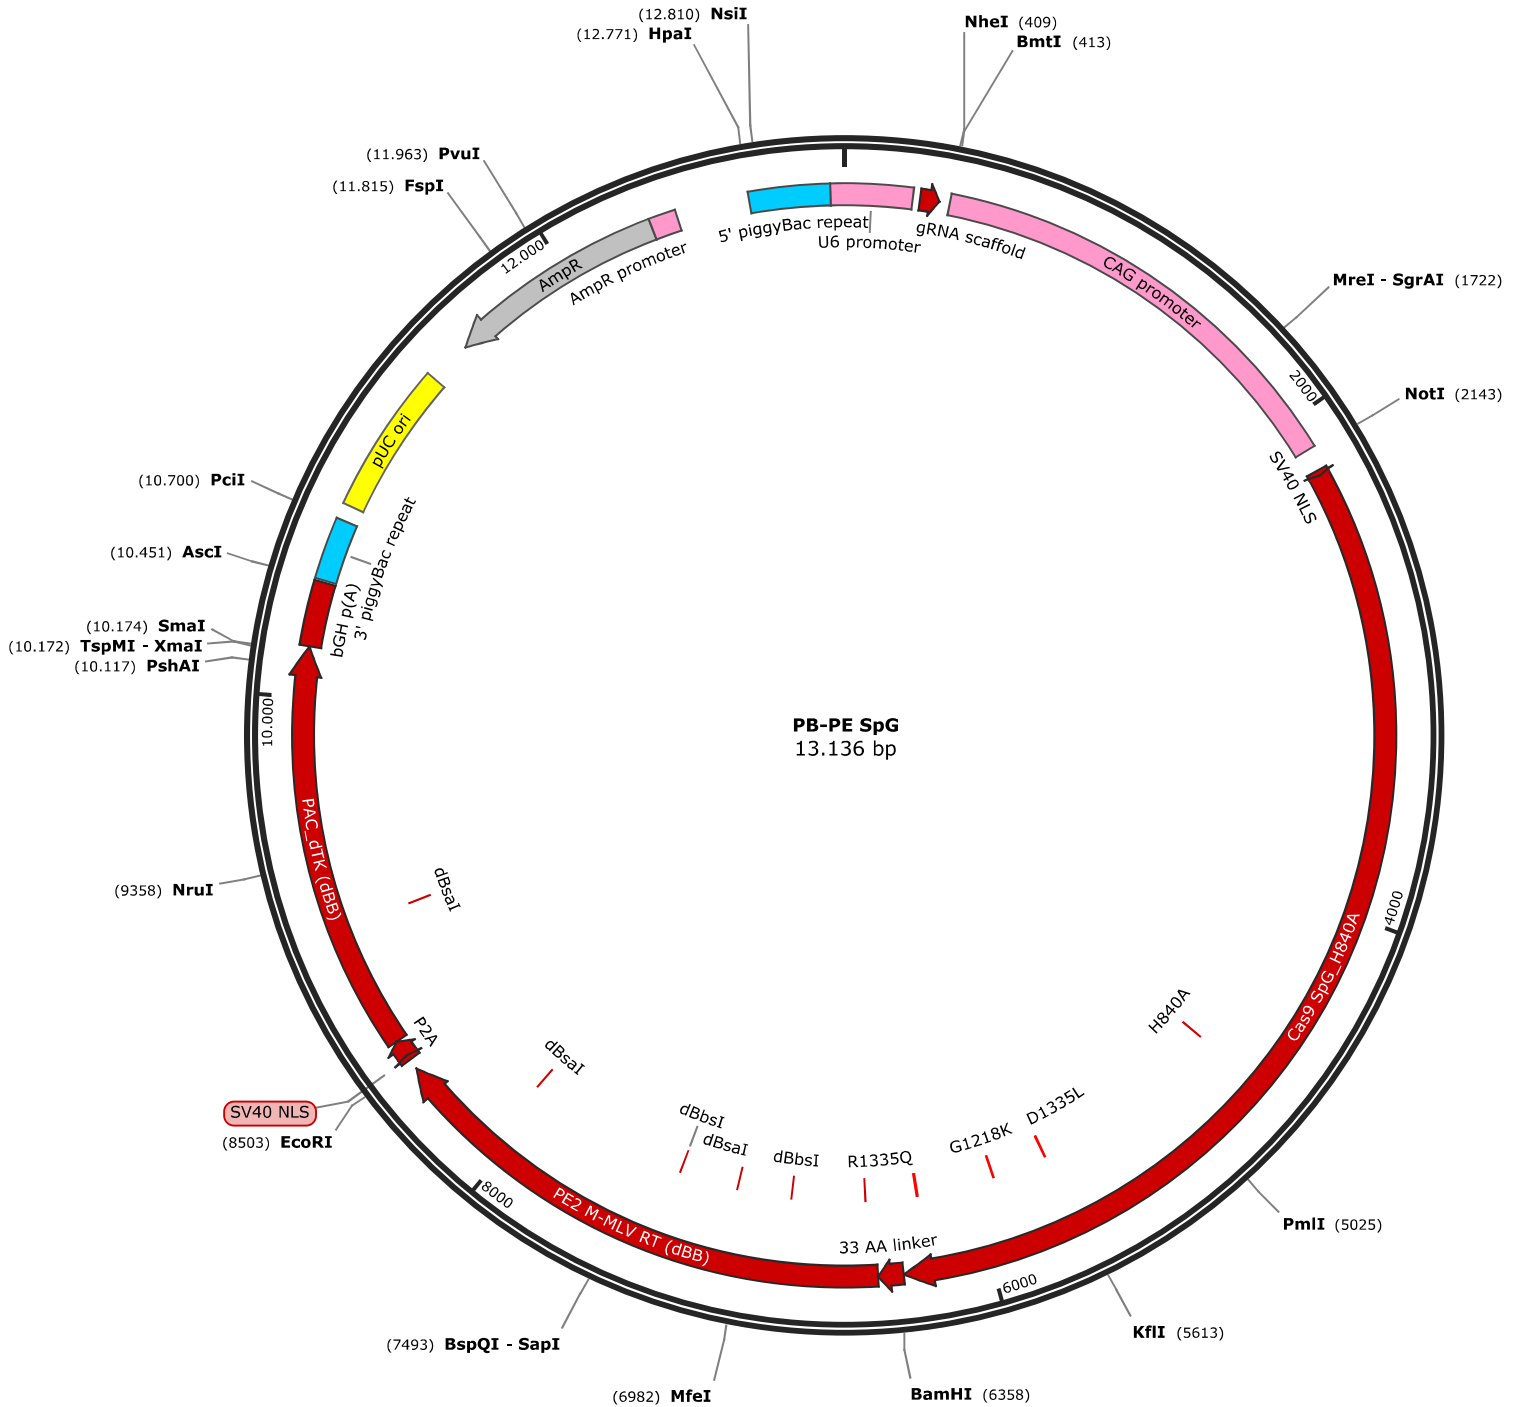 (12.810) NsiI
(12.771) HpaI
NheI (409)
BmtI (413)
(11.963) PvuI
(11.815) FspI
12.000
AmpR
AmpR promoter
5' piggyBac repeat
U6 promoter
gRNA scaffold
CAG promoter
MreI - SgrAI (1722)
2000
NotI (2143)
SV40 NLS
pUC ori
(10.700) PciI
3' piggyBac repeat
(10.451) AscI
bGH p(A)
(10.174) SmaI
(10.172) TspMI - XmaI
(10.117) PshAI
10.000
PB-PE SpG
13.136 bp
PAC_dTK (dBB)
(9358) NruI
dBsaI
4000
Cas9 SpG_H840A
H840A
P2A
dBsaI
SV40 NLS
(8503) EcoRI
dBbsI
dBsaI
dBbsI
R1335Q
G1218K
D1335L
8000
PE2 M-MLV RT (dBB)
33 AA linker
6000
PmlI (5025)
KflI (5613)
(7493) BspQI - SapI
(6982) MfeI
BamHI (6358)